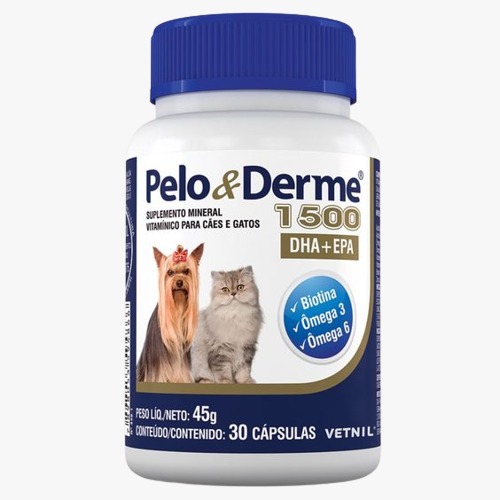 Pelo&Derme®
1500
SUPLEMENTO MINERAL
VITAMÍNICO PARA CÃES E GATOS
DHA+EPA
✓ Biotina
✓ Ômega 3
✓ Ômega 6
PESO LÍQ./NETO: 45g
CONTEÚDO/CONTENIDO: 30 CÁPSULAS
VETNIL®